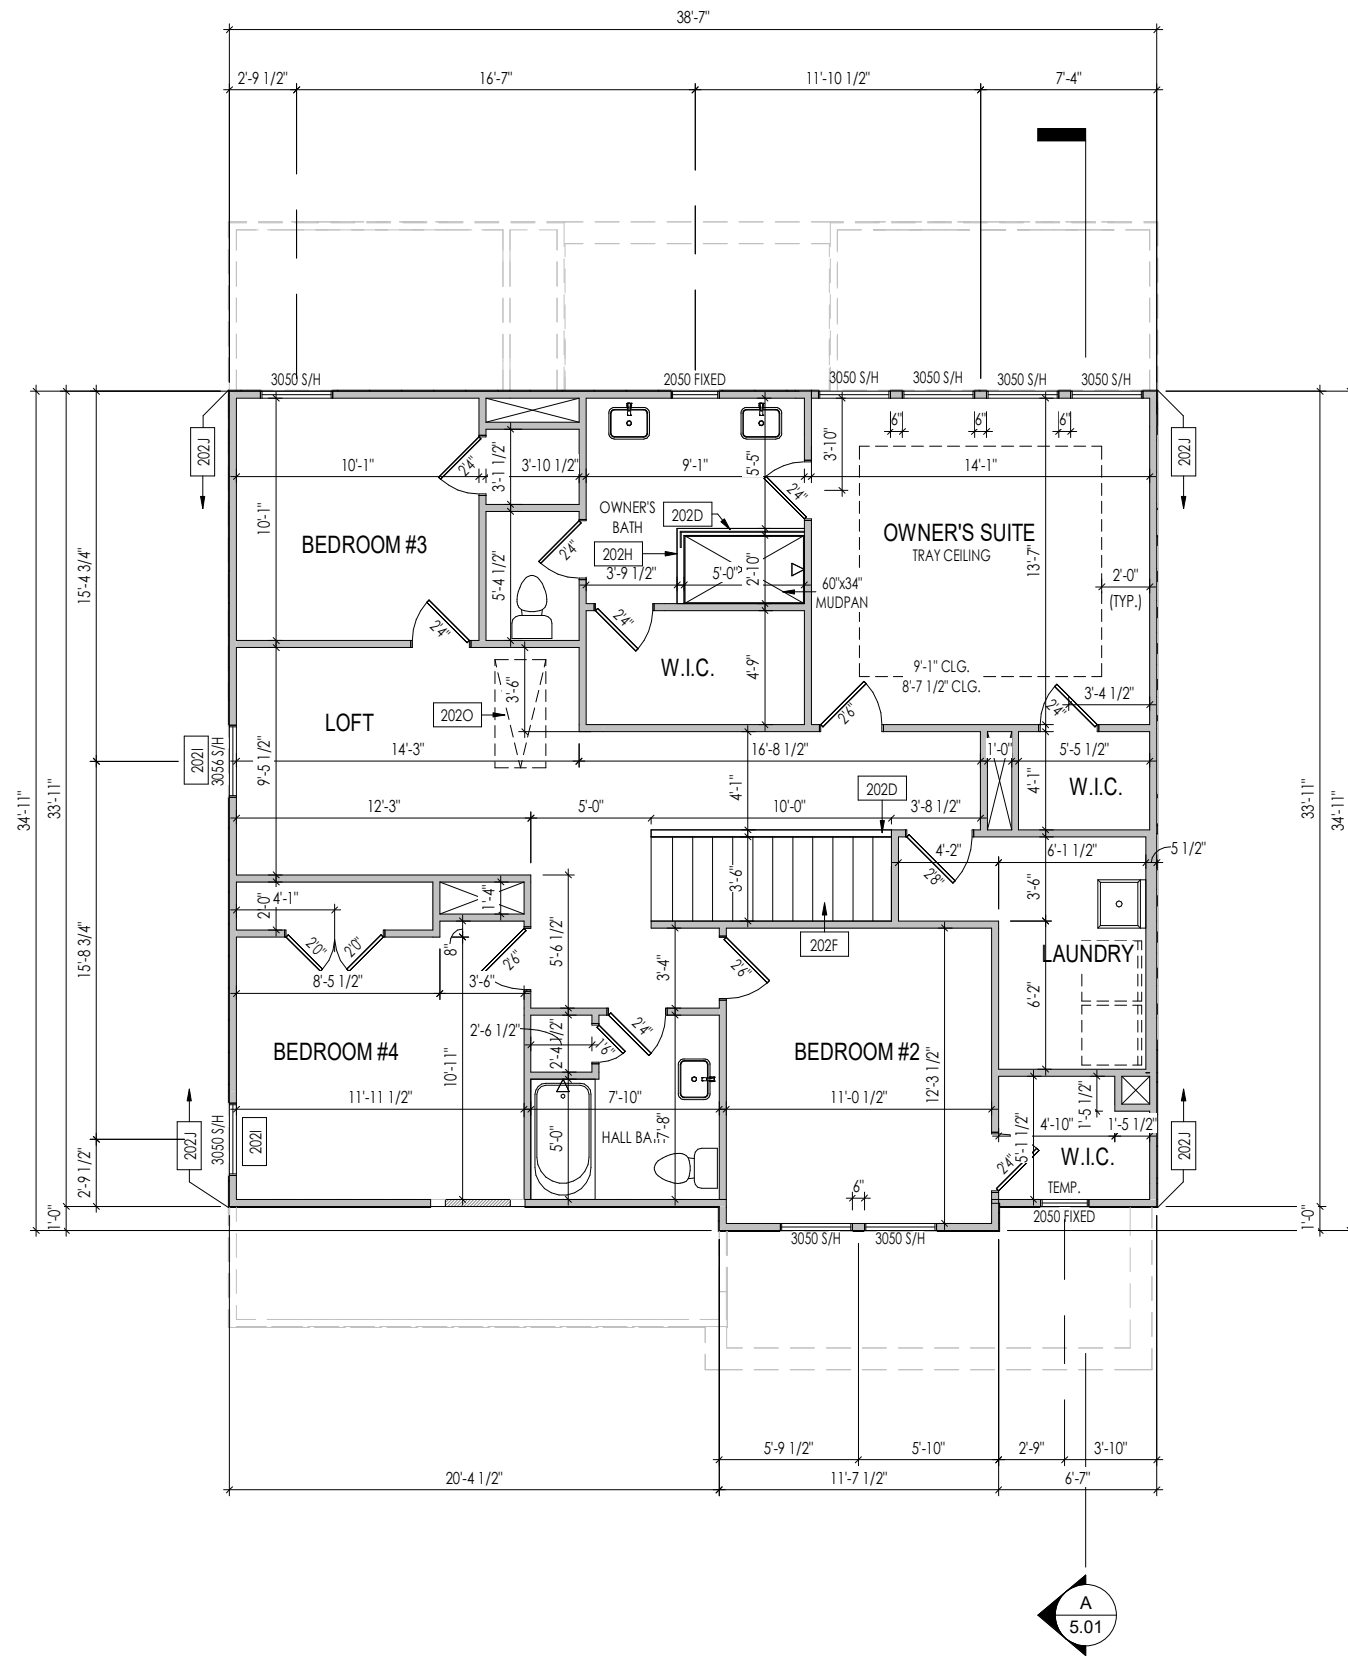 38'-7"
2'-9 1/2"
16'-7"
11'-10 1/2"
7'-4"
3050 S/H
2050 FIXED
3050 S/H
3050 S/H
3050 S/H
3050 S/H
6"
6"
6"
202J
202J
3'-10"
10'-1"
2'4"
3'-1 1/2"
3'-10 1/2"
9'-1"
5'-5"
14'-1"
2'4"
10'-1"
OWNER'S
BATH
202D
OWNER'S SUITE
TRAY CEILING
BEDROOM #3
202H
2'4"
5'-4 1/2"
3'-9 1/2"
5'-0"
2'-10"
60"x34"
MUDPAN
13'-7"
2'-0"
(TYP.)
15'-4 3/4"
2'4"
2'4"
W.I.C.
4'-9"
9'-1" CLG.
8'-7 1/2" CLG.
3'-6"
3'-4 1/2"
2'6"
2'4"
LOFT
202O
202I
3056 S/H
9'-5 1/2"
14'-3"
16'-8 1/2"
1'-0"
5'-5 1/2"
4'-1"
4'-1"
W.I.C.
34'-11"
33'-11"
33'-11"
34'-11"
202D
12'-3"
5'-0"
10'-0"
3'-8 1/2"
4'-2"
6'-1 1/2"
5 1/2"
2'8"
3'-6"
3'-6"
2'-0"
4'-1"
1'-4"
15'-8 3/4"
2'0"
2'0"
8"
2'6"
5'-6 1/2"
3'-4"
2'6"
202F
LAUNDRY
8'-5 1/2"
3'-6"
6'-2"
2'-6 1/2"
2'-4 1/2"
1'6"
2'4"
BEDROOM #4
10'-11"
BEDROOM #2
12'-3 1/2"
11'-11 1/2"
7'-10"
11'-0 1/2"
1'-5 1/2"
4'-10"
1'-5 1/2"
5'-1 1/2"
202J
3050 S/H
202I
5'-0"
HALL BA
7'-8"
2'4"
W.I.C.
202J
2'-9 1/2"
TEMP.
6"
2050 FIXED
1'-0"
1'-0"
3050 S/H
3050 S/H
5'-9 1/2"
5'-10"
2'-9"
3'-10"
20'-4 1/2"
11'-7 1/2"
6'-7"
A
5.01